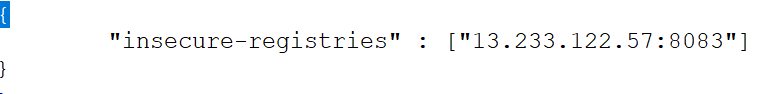 {
"insecure-registries" : ["13.233.122.57:8083"]
}